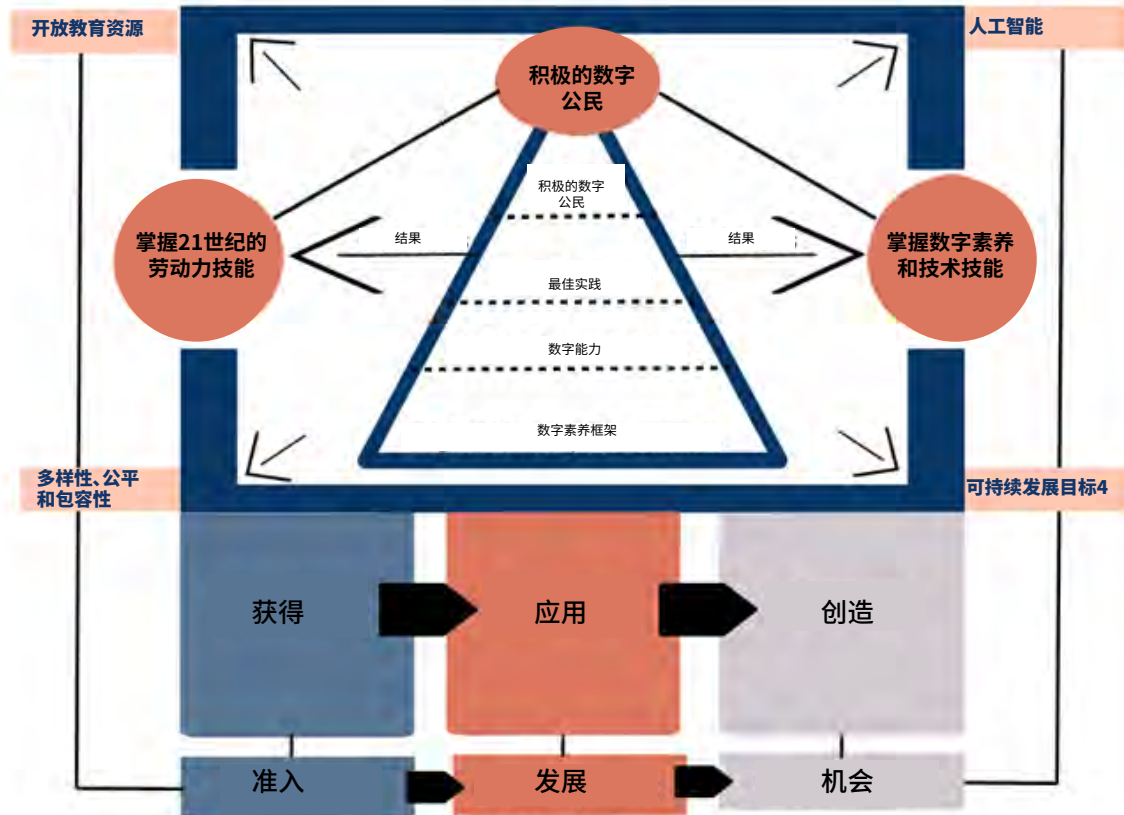 开放教育资源
人工智能
积极的数字
公民
积极的数字
公民
掌握21世纪的
劳动力技能
结果
结果
掌握数字素养
和技术技能
最佳实践
数字能力
数字素养框架
多样性、公平
和包容性
可持续发展目标4
获得
应用
创造
准入
发展
机会